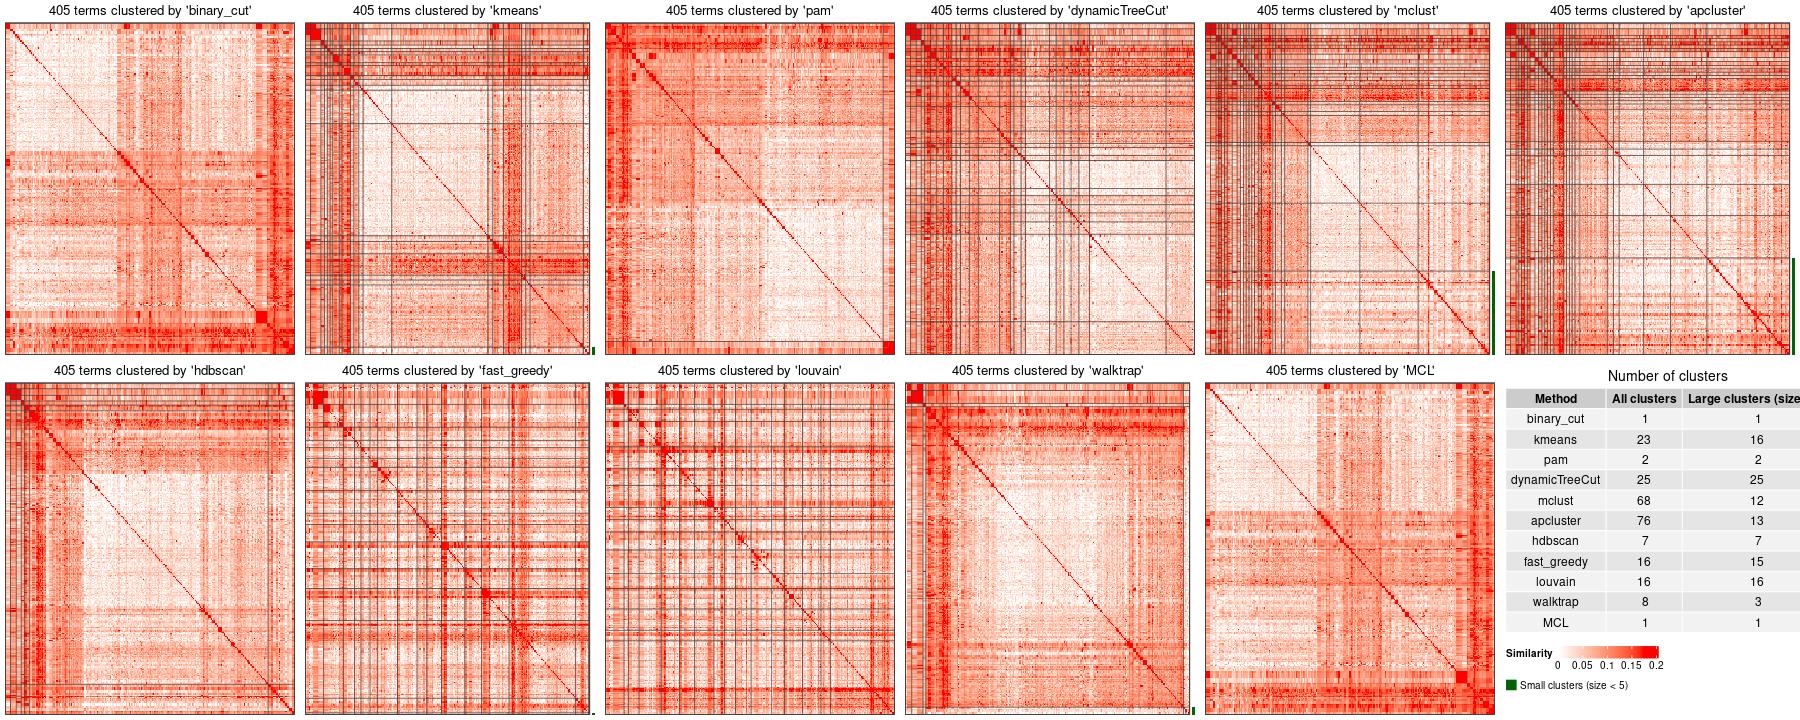 405 terms clustered by 'binary_cut'
405 terms clustered by 'kmeans'
405 terms clustered by 'pam'
405 terms clustered by 'dynamicTreeCut'
405 terms clustered by 'mclust'
405 terms clustered by 'apcluster'
405 terms clustered by 'hdbscan'
405 terms clustered by 'fast_greedy'
405 terms clustered by 'louvain'
405 terms clustered by 'walktrap'
405 terms clustered by 'MCL'
Number of clusters
Method All clusters Large clusters (size
binary_cut 1 1
kmeans 23 16
pam 2 2
dynamicTreeCut 25 25
mclust 68 12
apcluster 76 13
hdbscan 7 7
fast_greedy 16 15
louvain 16 16
walktrap 8 3
MCL 1 1
Similarity
0 0.05 0.1 0.15 0.2
Small clusters (size < 5)